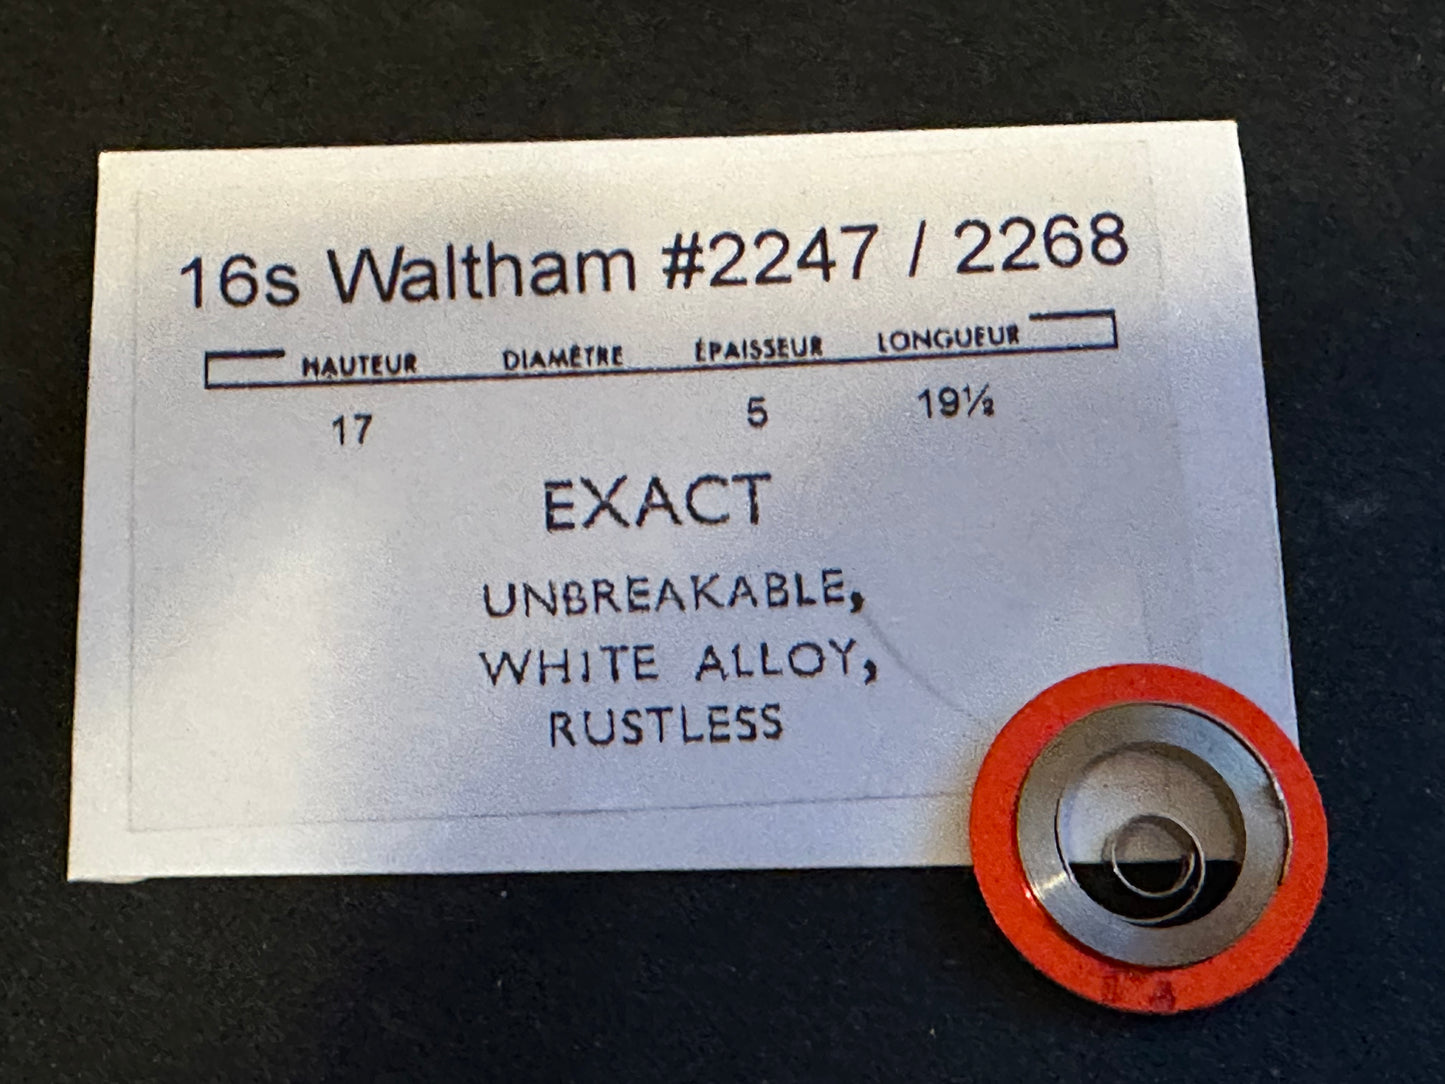 16s Waltham #2247 / 2268
HAUTEUR DIAMÈTRE ÉPAISSEUR LONGUEUR
17 5 19½
EXACT
UNBREAKABLE,
WHITE ALLOY,
RUSTLESS